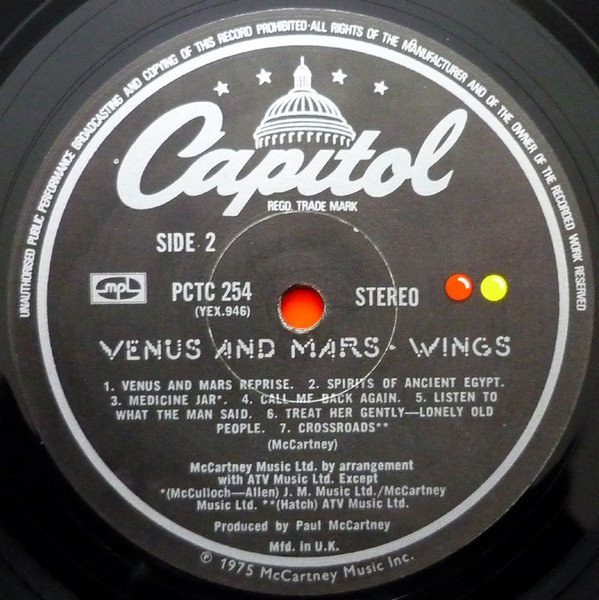 UNAUTHORISED PUBLIC PERFORMANCE BROADCASTING AND COPYING OF THIS RECORD PROHIBITED-ALL RIGHTS OF THE MANUFACTURER AND OF THE OWNER OF THE RECORDED WORK RESERVED
Capitol
REGD. TRADE MARK
SIDE 2
mpl
PCTC 254
(YEX.946)
STEREO
VENUS AND MARS · WINGS
1. VENUS AND MARS REPRISE. 2. SPIRITS OF ANCIENT EGYPT.
3. MEDICINE JAR*. 4. CALL ME BACK AGAIN. 5. LISTEN TO
WHAT THE MAN SAID. 6. TREAT HER GENTLY—LONELY OLD
PEOPLE. 7. CROSSROADS**
(McCartney)
McCartney Music Ltd. by arrangement
with ATV Music Ltd. Except
*(McCulloch—Allen) J. M. Music Ltd./McCartney
Music Ltd. **(Hatch) ATV Music Ltd.
Produced by Paul McCartney
Mfd. in U.K.
℗ 1975 McCartney Music Inc.